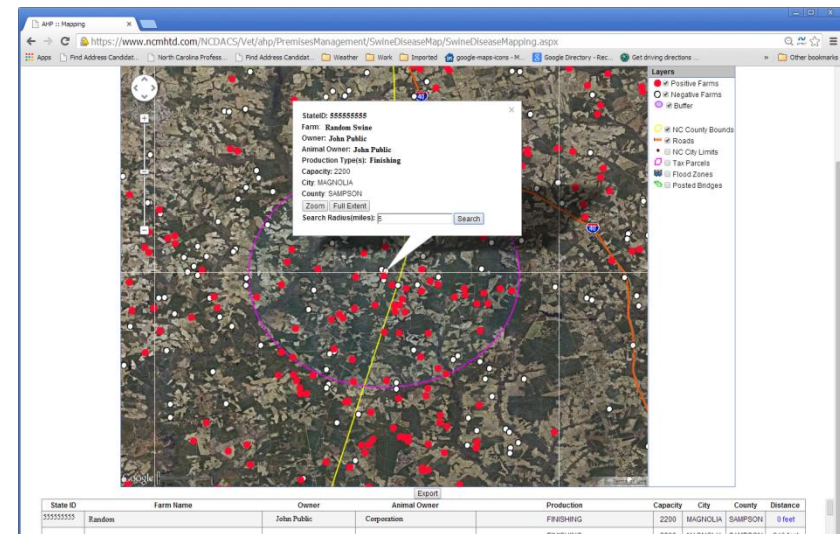 AHP :: Mapping
https://www.ncmhtd.com/NCDACS/Vet/ahp/PremisesManagement/SwineDiseaseMap/SwineDiseaseMapping.aspx
Apps Find Address Candidat... North Carolina Profess... Find Address Candidat... Weather Work Imported google-maps-icons - M... Google Directory - Rec... Get driving directions ... » Other bookmarks
Layers
Positive Farms
Negative Farms
Buffer
NC County Bounds
Roads
NC City Limits
Tax Parcels
Flood Zones
Posted Bridges
StateID: 555555555
Farm: Random Swine
Owner: John Public
Animal Owner: John Public
Production Type(s): Finishing
Capacity: 2200
City: MAGNOLIA
County: SAMPSON
Zoom Full Extent
Search Radius(miles): 5 Search
40
Google
Export
State ID Farm Name Owner Animal Owner Production Capacity City County Distance
555555555 Random John Public Corporation FINISHING 2200 MAGNOLIA SAMPSON 0 feet